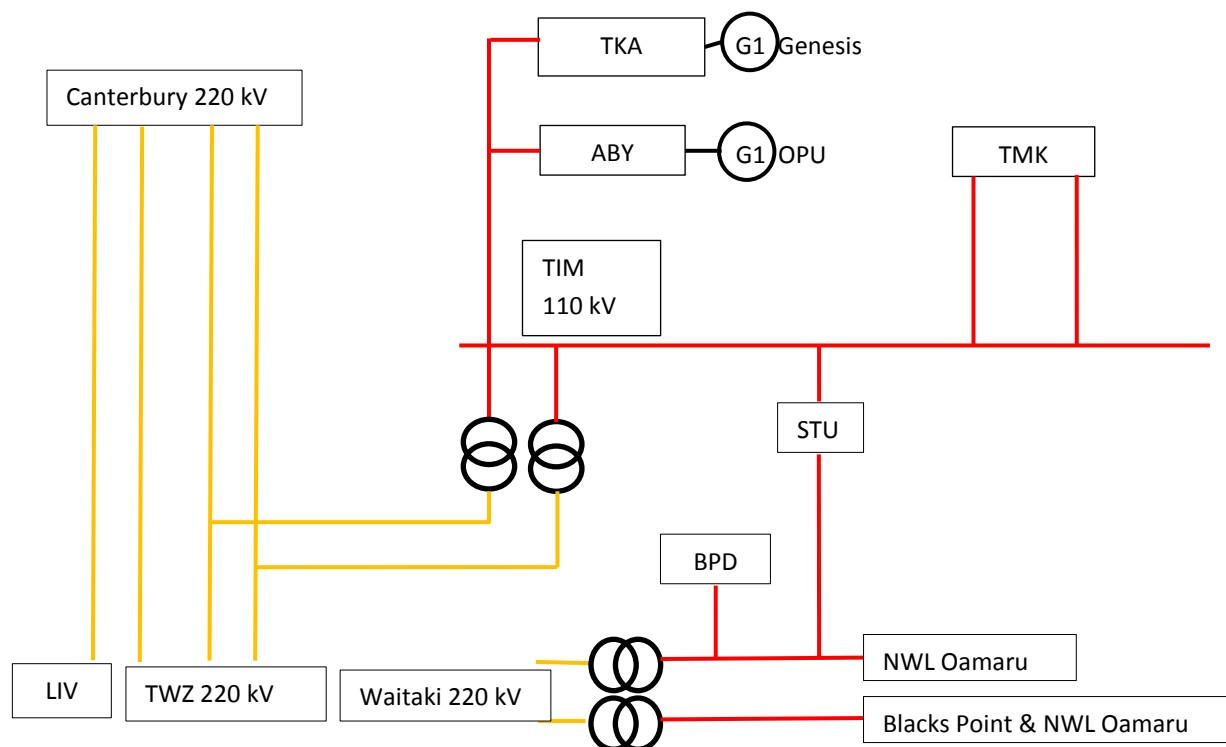 TKA
G1 Genesis
Canterbury 220 kV
ABY
G1 OPU
TMK
TIM
110 kV
STU
BPD
NWL Oamaru
LIV
TWZ 220 kV
Waitaki 220 kV
Blacks Point & NWL Oamaru